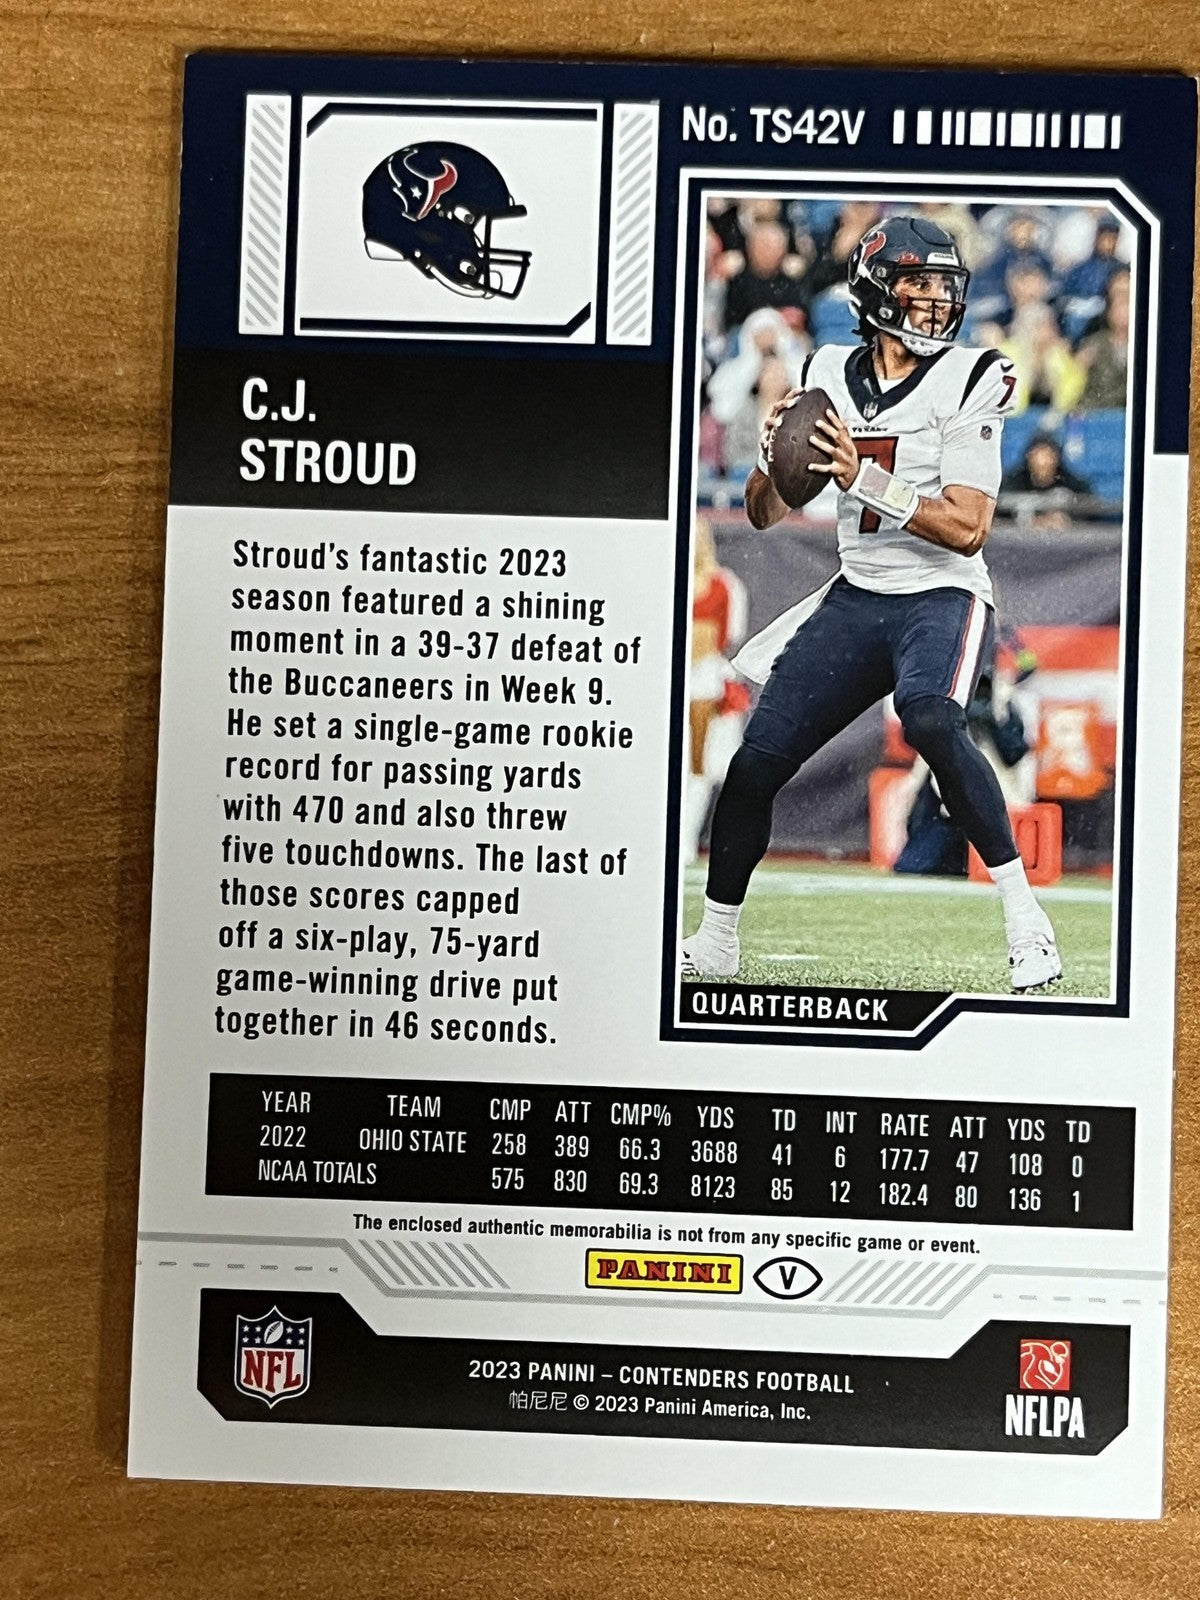 No. TS42V
C.J.
STROUD
Stroud's fantastic 2023
season featured a shining
moment in a 39-37 defeat of
the Buccaneers in Week 9.
He set a single-game rookie
record for passing yards
with 470 and also threw
five touchdowns. The last of
those scores capped
off a six-play, 75-yard
game-winning drive put
together in 46 seconds.
7
7
QUARTERBACK
YEAR TEAM CMP ATT CMP% YDS TD INT RATE ATT YDS TD
2022 OHIO STATE 258 389 66.3 3688 41 6 177.7 47 108 0
NCAA TOTALS 575 830 69.3 8123 85 12 182.4 80 136 1
The enclosed authentic memorabilia is not from any specific game or event.
PANINI V
NFL
2023 PANINI – CONTENDERS FOOTBALL
帕尼尼 © 2023 Panini America, Inc.
NFLPA